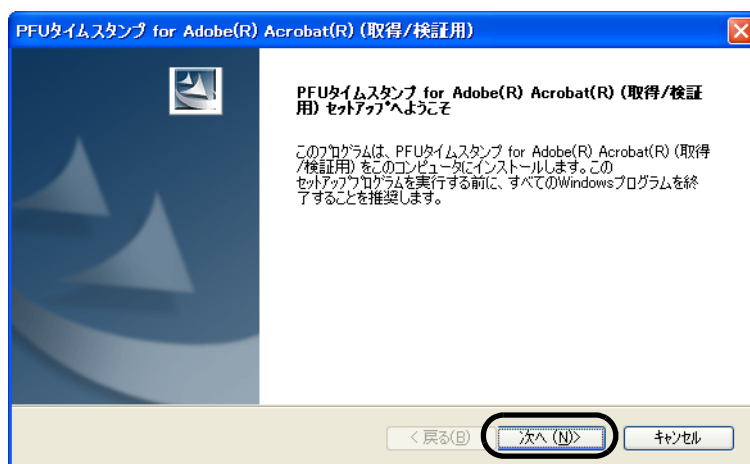 PFUタイムスタンプ for Adobe(R) Acrobat(R) (取得/検証用)
PFUタイムスタンプ for Adobe(R) Acrobat(R) (取得/検証
用) ｾｯﾄｱｯﾌﾟへようこそ
このﾌﾟﾛｸﾞﾗﾑは、PFUタイムスタンプ for Adobe(R) Acrobat(R) (取得
/検証用) をこのｺﾝﾋﾟｭｰﾀにｲﾝｽﾄｰﾙします。この
ｾｯﾄｱｯﾌﾟﾌﾟﾛｸﾞﾗﾑを実行する前に、すべてのWindowsプログラムを終
了することを推奨します。
< 戻る(B)
次へ (N)>
ｷｬﾝｾﾙ